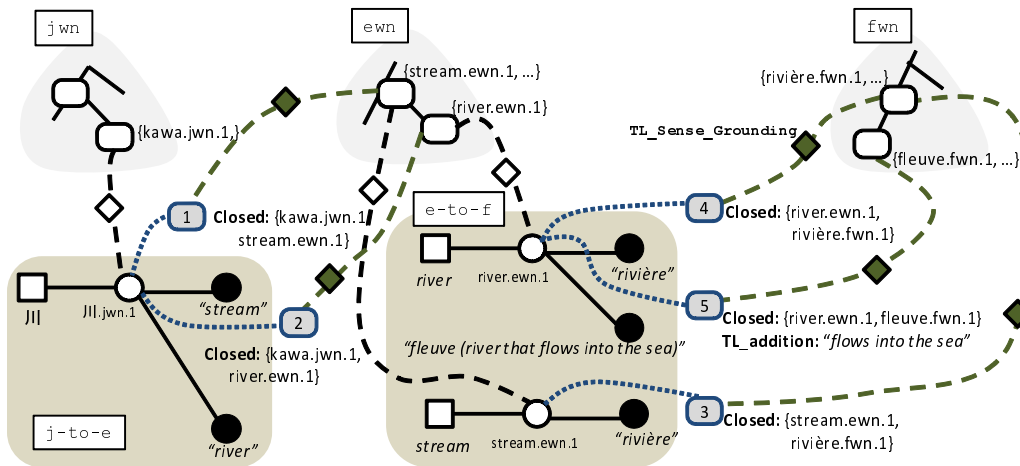 jwn
ewn
fwn
{stream.ewn.1, ...}
{rivière.fwn.1, ...}
{river.ewn.1}
{kawa.jwn.1,}
TL_Sense_Grounding
{fleuve.fwn.1, ...}
1
Closed: {kawa.jwn.1,
stream.ewn.1}
e-to-f
4
Closed: {river.ewn.1,
rivière.fwn.1}
river
river.ewn.1
“rivière”
川
川.jwn.1
“stream”
2
Closed: {kawa.jwn.1,
river.ewn.1}
5
Closed: {river.ewn.1, fleuve.fwn.1}
TL_addition: “flows into the sea”
“fleuve (river that flows into the sea)”
3
Closed: {stream.ewn.1,
rivière.fwn.1}
stream
stream.ewn.1
“rivière”
j-to-e
“river”